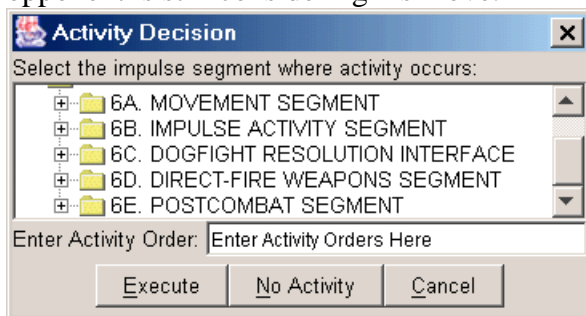 Activity Decision
Select the impulse segment where activity occurs:
6A. MOVEMENT SEGMENT
6B. IMPULSE ACTIVITY SEGMENT
6C. DOGFIGHT RESOLUTION INTERFACE
6D. DIRECT-FIRE WEAPONS SEGMENT
6E. POSTCOMBAT SEGMENT
Enter Activity Order: Enter Activity Orders Here
Execute No Activity Cancel